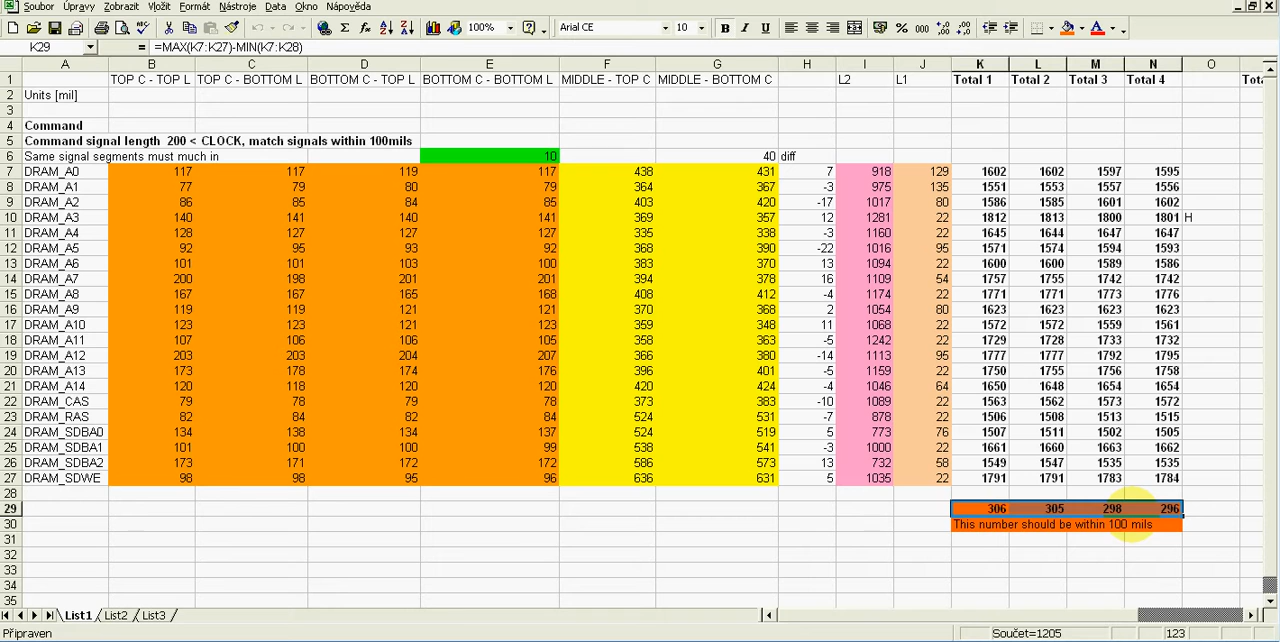 Soubor Úpravy Zobrazit Vložit Formát Nástroje Data Okno Nápověda
100% Arial CE 10 B I U % 000
K29 = =MAX(K7:K27)-MIN(K7:K28)
A B C D E F G H I J K L M N O
1 TOP C - TOP L TOP C - BOTTOM L BOTTOM C - TOP L BOTTOM C - BOTTOM L MIDDLE - TOP C MIDDLE - BOTTOM C L2 L1 Total 1 Total 2 Total 3 Total 4
2 Units [mil]
3
4 Command
5 Command signal length 200 < CLOCK, match signals within 100mils
6 Same signal segments must much in 10 40 diff
7 DRAM_A0 117 117 119 117 438 431 7 918 129 1602 1602 1597 1595
8 DRAM_A1 77 79 80 79 364 367 -3 975 135 1551 1553 1557 1556
9 DRAM_A2 86 85 84 85 403 420 -17 1017 80 1586 1585 1601 1602
10 DRAM_A3 140 141 140 141 369 357 12 1281 22 1812 1813 1800 1801 H
11 DRAM_A4 128 127 127 127 335 338 -3 1160 22 1645 1644 1647 1647
12 DRAM_A5 92 95 93 92 368 390 -22 1016 95 1571 1574 1594 1593
13 DRAM_A6 101 101 103 100 383 370 13 1094 22 1600 1600 1589 1586
14 DRAM_A7 200 198 201 201 394 378 16 1109 54 1757 1755 1742 1742
15 DRAM_A8 167 167 165 168 408 412 -4 1174 22 1771 1771 1773 1776
16 DRAM_A9 119 119 121 121 370 368 2 1054 80 1623 1623 1623 1623
17 DRAM_A10 123 123 121 123 359 348 11 1068 22 1572 1572 1559 1561
18 DRAM_A11 107 106 106 105 358 363 -5 1242 22 1729 1728 1733 1732
19 DRAM_A12 203 203 204 207 366 380 -14 1113 95 1777 1777 1792 1795
20 DRAM_A13 173 178 174 176 396 401 -5 1159 22 1750 1755 1756 1758
21 DRAM_A14 120 118 120 120 420 424 -4 1046 64 1650 1648 1654 1654
22 DRAM_CAS 79 78 79 78 373 383 -10 1089 22 1563 1562 1573 1572
23 DRAM_RAS 82 84 82 84 524 531 -7 878 22 1506 1508 1513 1515
24 DRAM_SDBA0 134 138 134 137 524 519 5 773 76 1507 1511 1502 1505
25 DRAM_SDBA1 101 100 100 99 538 541 -3 1000 22 1661 1660 1663 1662
26 DRAM_SDBA2 173 171 172 172 586 573 13 732 58 1549 1547 1535 1535
27 DRAM_SDWE 98 98 95 96 636 631 5 1035 22 1791 1791 1783 1784
28
29 306 305 298 296
30 This number should be within 100 mils
31
32
33
34
35
List1 List2 List3
Připraven Součet=1205 123